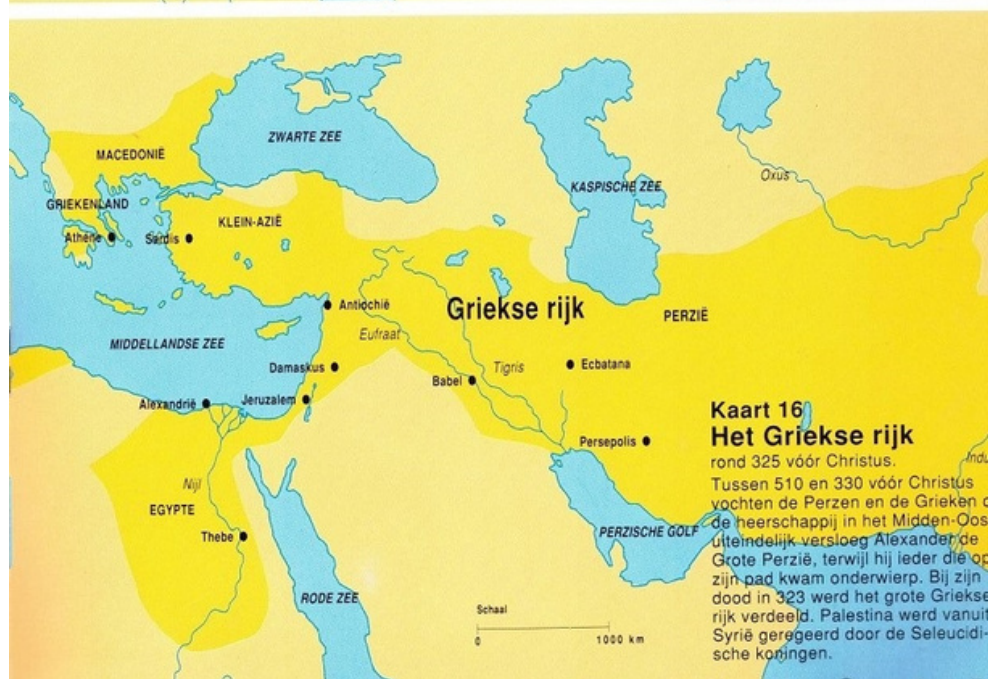 ZWARTE ZEE
MACEDONIË
KASPISCHE ZEE
Oxus
GRIEKENLAND
KLEIN-AZIË
Athene
Sardis
Antiochië
Griekse rijk
PERZIË
Eufraat
MIDDELLANDSE ZEE
Damaskus
Tigris
Ecbatana
Babel
Jeruzalem
Alexandrië
Persepolis
Nijl
EGYPTE
Thebe
PERZISCHE GOLF
RODE ZEE
Schaal
0 1000 km
Kaart 16
Het Griekse rijk
rond 325 vóór Christus.
Indu
Tussen 510 en 330 vóór Christus
vochten de Perzen en de Grieken o
de heerschappij in het Midden-Oos
uiteindelijk versloeg Alexander de
Grote Perzië, terwijl hij ieder die op
zijn pad kwam onderwierp. Bij zijn
dood in 323 werd het grote Griekse
rijk verdeeld. Palestina werd vanuit
Syrië geregeerd door de Seleucidi-
sche koningen.